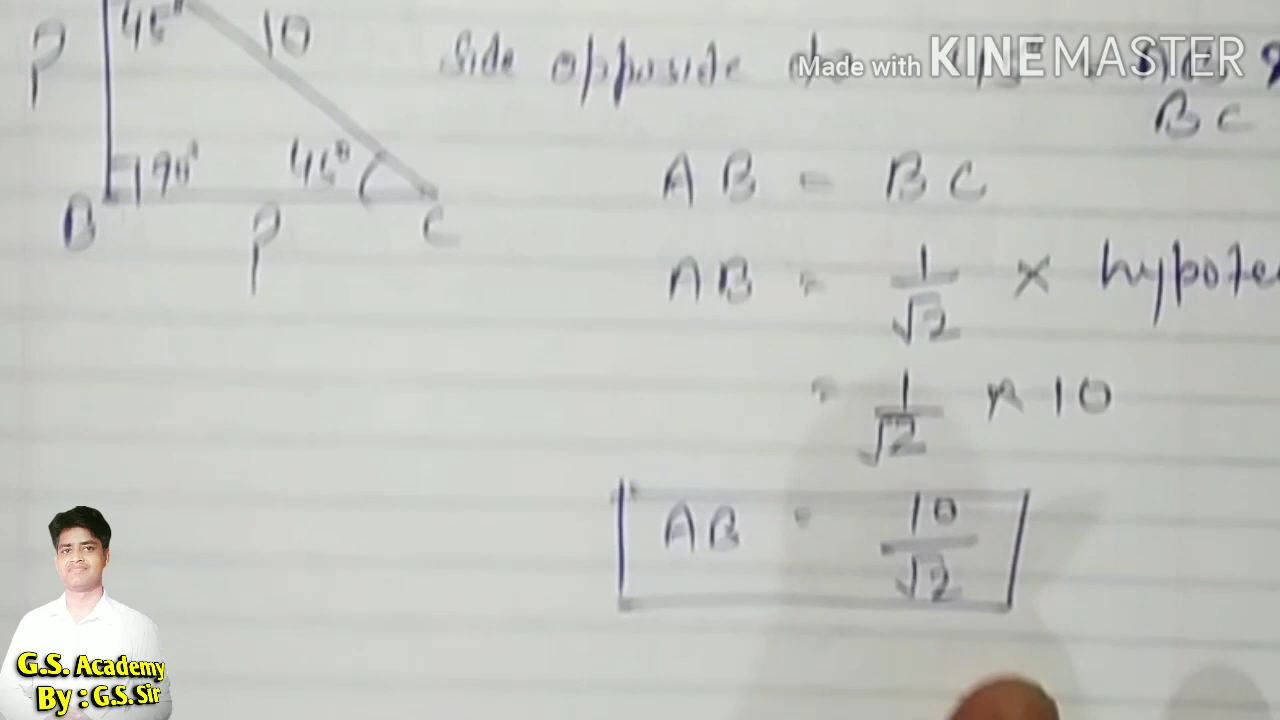 45° 10
P
Side opposide
Made with KINEMASTER
BC
90° 45°
B P C
AB = BC
AB = 1/√2 × hypote
= 1/√2 × 10
AB = 10/√2
G.S. Academy
By : G.S. Sir